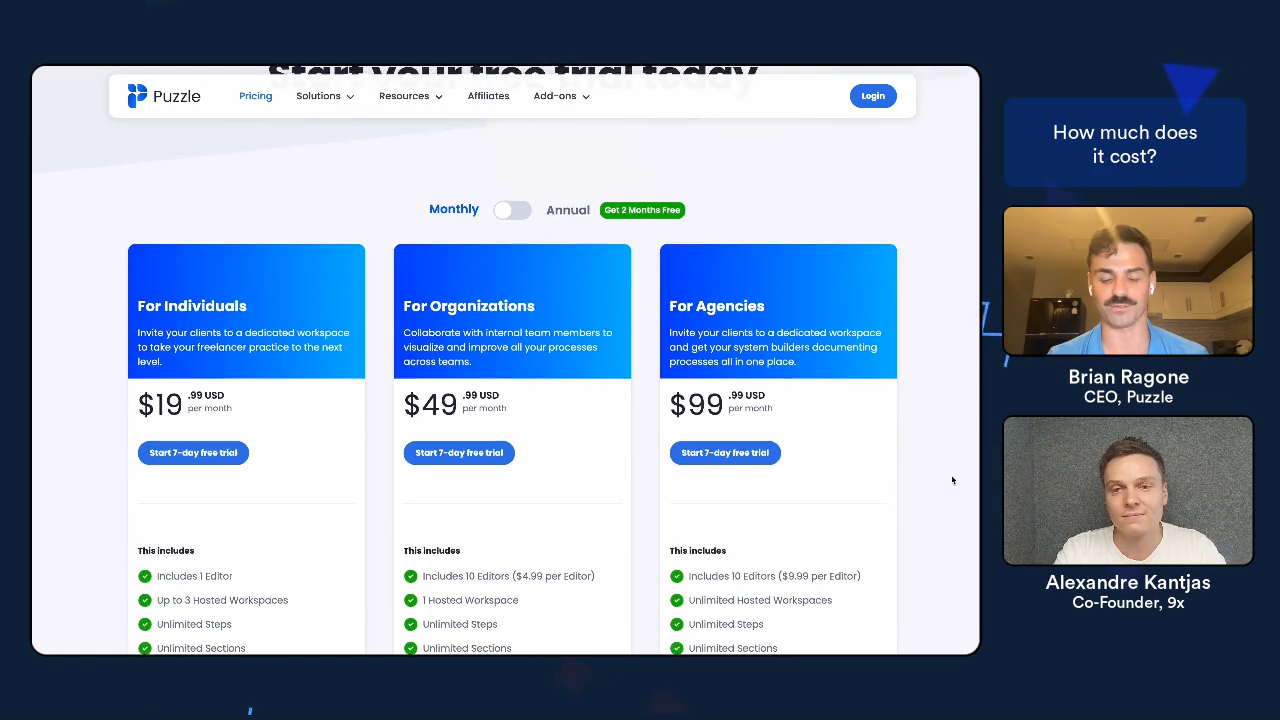 Start your free trial today
Puzzle
Pricing
Solutions
Resources
Affiliates
Add-ons
Login
Monthly
Annual
Get 2 Months Free
For Individuals
Invite your clients to a dedicated workspace
to take your freelancer practice to the next
level.
$19 .99 USD
per month
Start 7-day free trial
This includes
Includes 1 Editor
Up to 3 Hosted Workspaces
Unlimited Steps
Unlimited Sections
For Organizations
Collaborate with internal team members to
visualize and improve all your processes
across teams.
$49 .99 USD
per month
Start 7-day free trial
This includes
Includes 10 Editors ($4.99 per Editor)
1 Hosted Workspace
Unlimited Steps
Unlimited Sections
For Agencies
Invite your clients to a dedicated workspace
and get your system builders documenting
processes all in one place.
$99 .99 USD
per month
Start 7-day free trial
This includes
Includes 10 Editors ($9.99 per Editor)
Unlimited Hosted Workspaces
Unlimited Steps
Unlimited Sections
How much does
it cost?
Brian Ragone
CEO, Puzzle
Alexandre Kantjas
Co-Founder, 9x